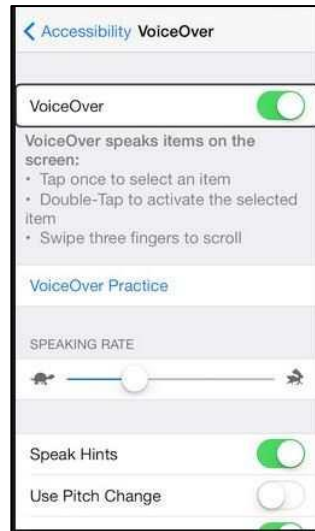 Accessibility VoiceOver
VoiceOver
VoiceOver speaks items on the
screen:
• Tap once to select an item
• Double-Tap to activate the selected
item
• Swipe three fingers to scroll
VoiceOver Practice
SPEAKING RATE
Speak Hints
Use Pitch Change